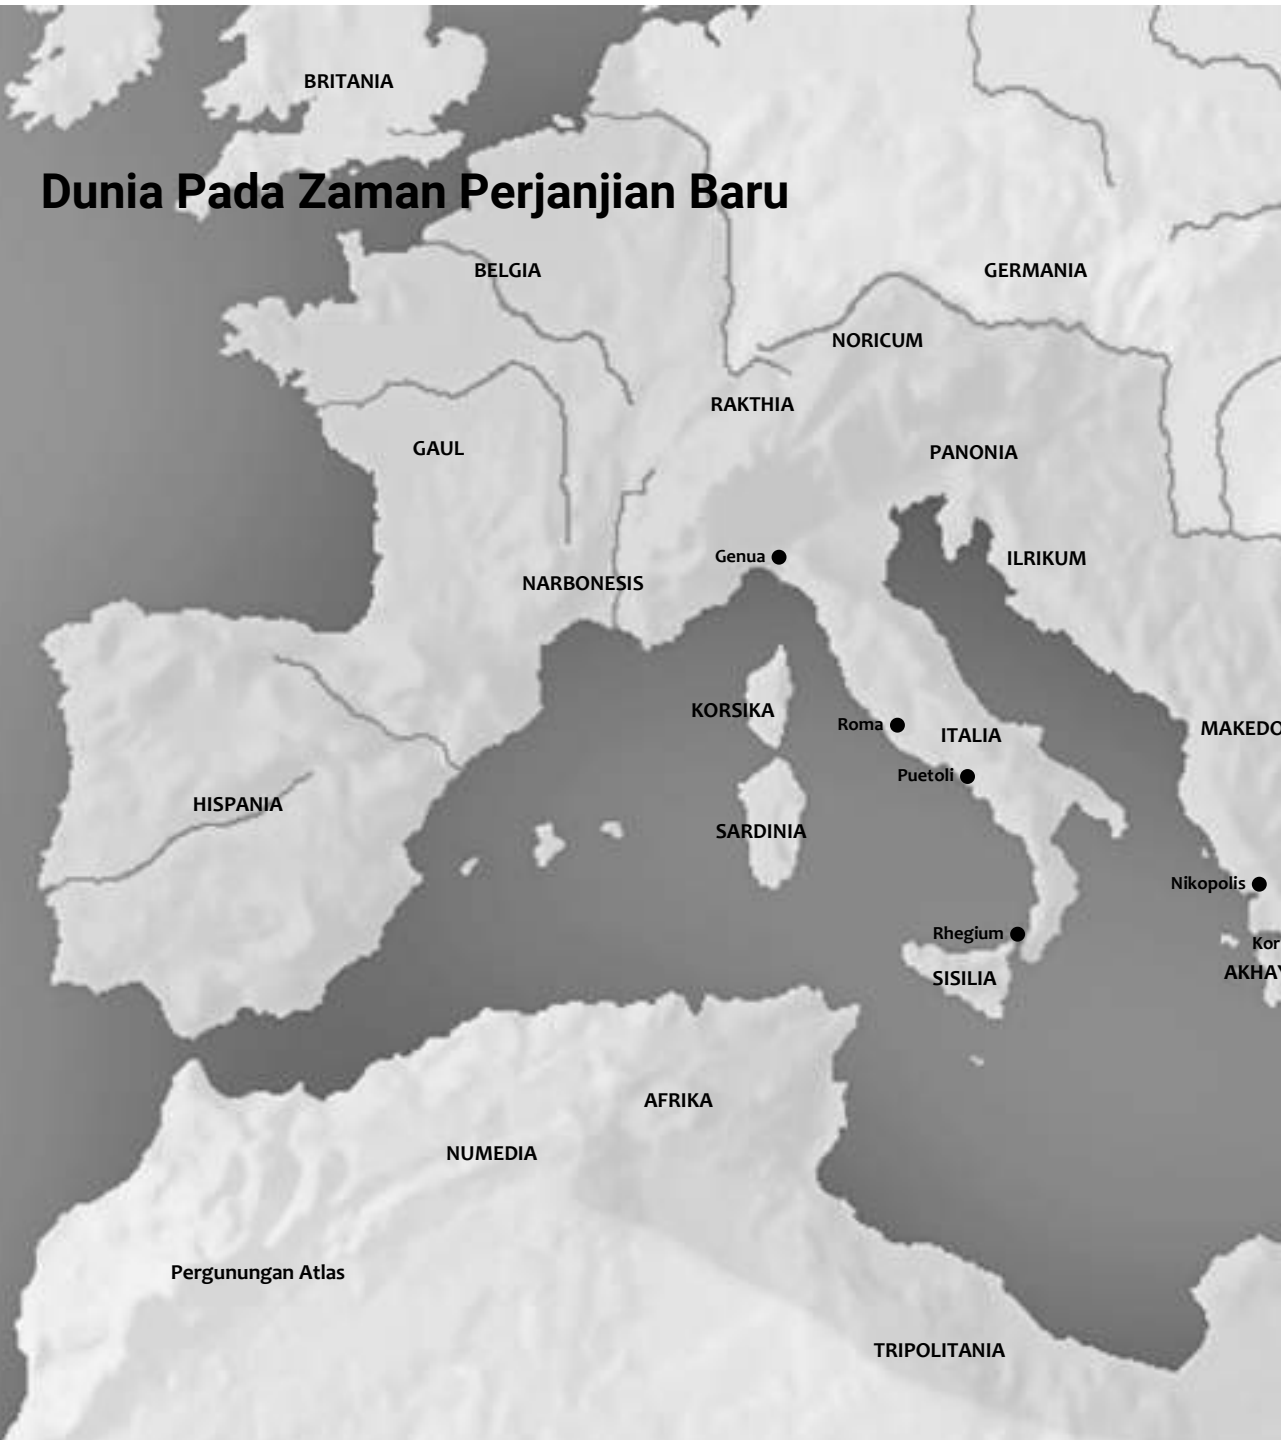 BRITANIA
Dunia Pada Zaman Perjanjian Baru
BELGIA
GERMANIA
NORICUM
RAKTHIA
GAUL
PANONIA
Genua
ILRIKUM
NARBONESIS
KORSIKA
Roma
ITALIA
MAKEDO
Puetoli
HISPANIA
SARDINIA
Nikopolis
Rhegium
Kor
AKHAY
SISILIA
AFRIKA
NUMEDIA
Pergunungan Atlas
TRIPOLITANIA